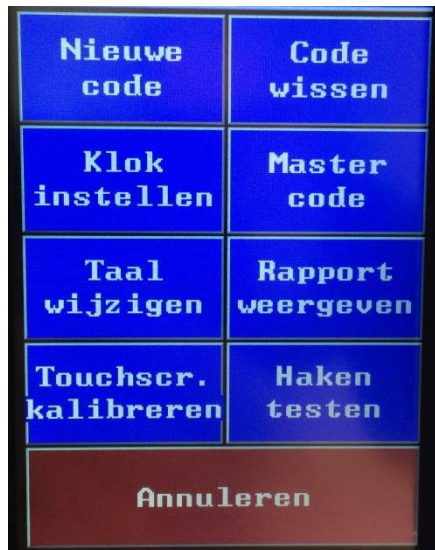 Nieuwe
code
Code
wissen
Klok
instellen
Master
code
Taal
wijzigen
Rapport
weergeven
Touchscr.
kalibreren
Haken
testen
Annuleren